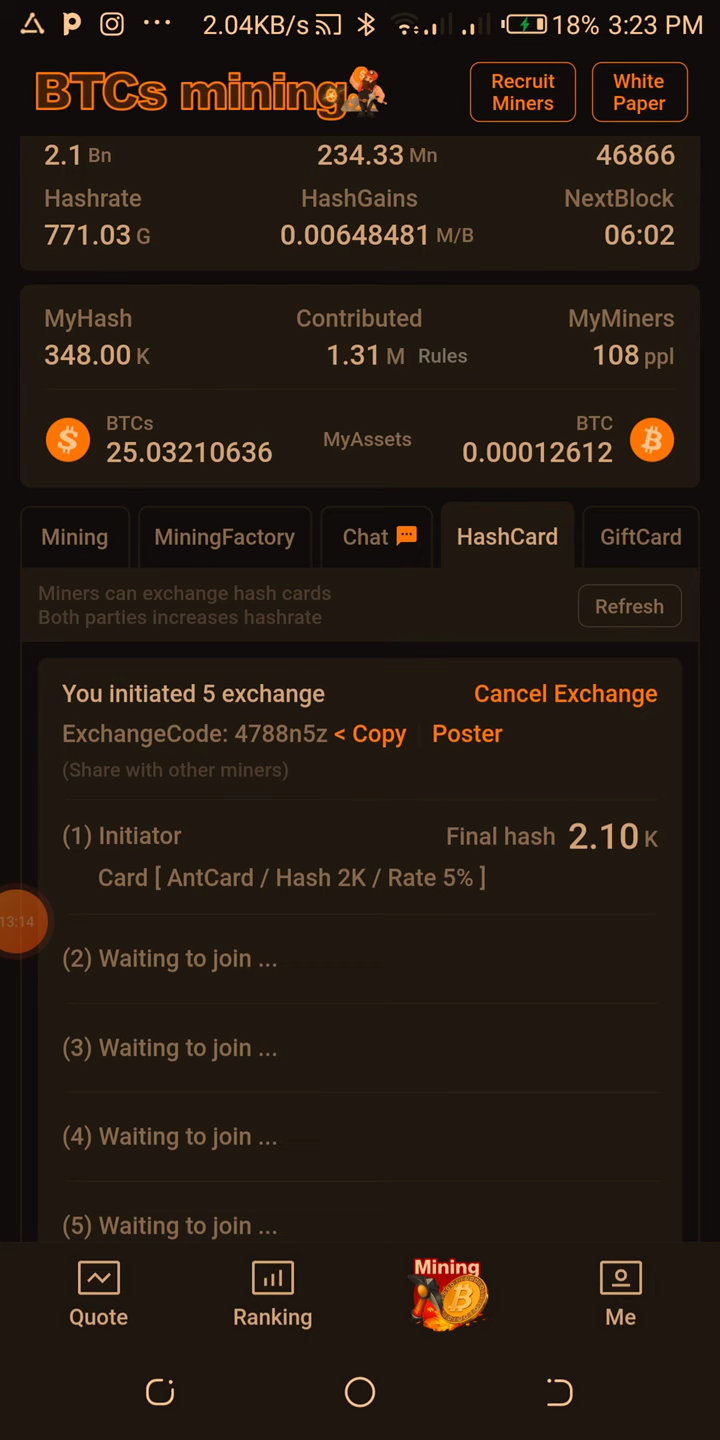 2.04KB/s 18% 3:23 PM
BTCs mining
Recruit Miners
White Paper
2.1 Bn 234.33 Mn 46866
Hashrate HashGains NextBlock
771.03 G 0.00648481 M/B 06:02
MyHash Contributed MyMiners
348.00 K 1.31 M Rules 108 ppl
BTCs BTC
25.03210636 MyAssets 0.00012612
Mining MiningFactory Chat HashCard GiftCard
Miners can exchange hash cards
Both parties increases hashrate
Refresh
You initiated 5 exchange Cancel Exchange
ExchangeCode: 4788n5z < Copy Poster
(Share with other miners)
(1) Initiator Final hash 2.10 K
Card [ AntCard / Hash 2K / Rate 5% ]
13:14
(2) Waiting to join ...
(3) Waiting to join ...
(4) Waiting to join ...
(5) Waiting to join ...
Mining
Quote Ranking Me